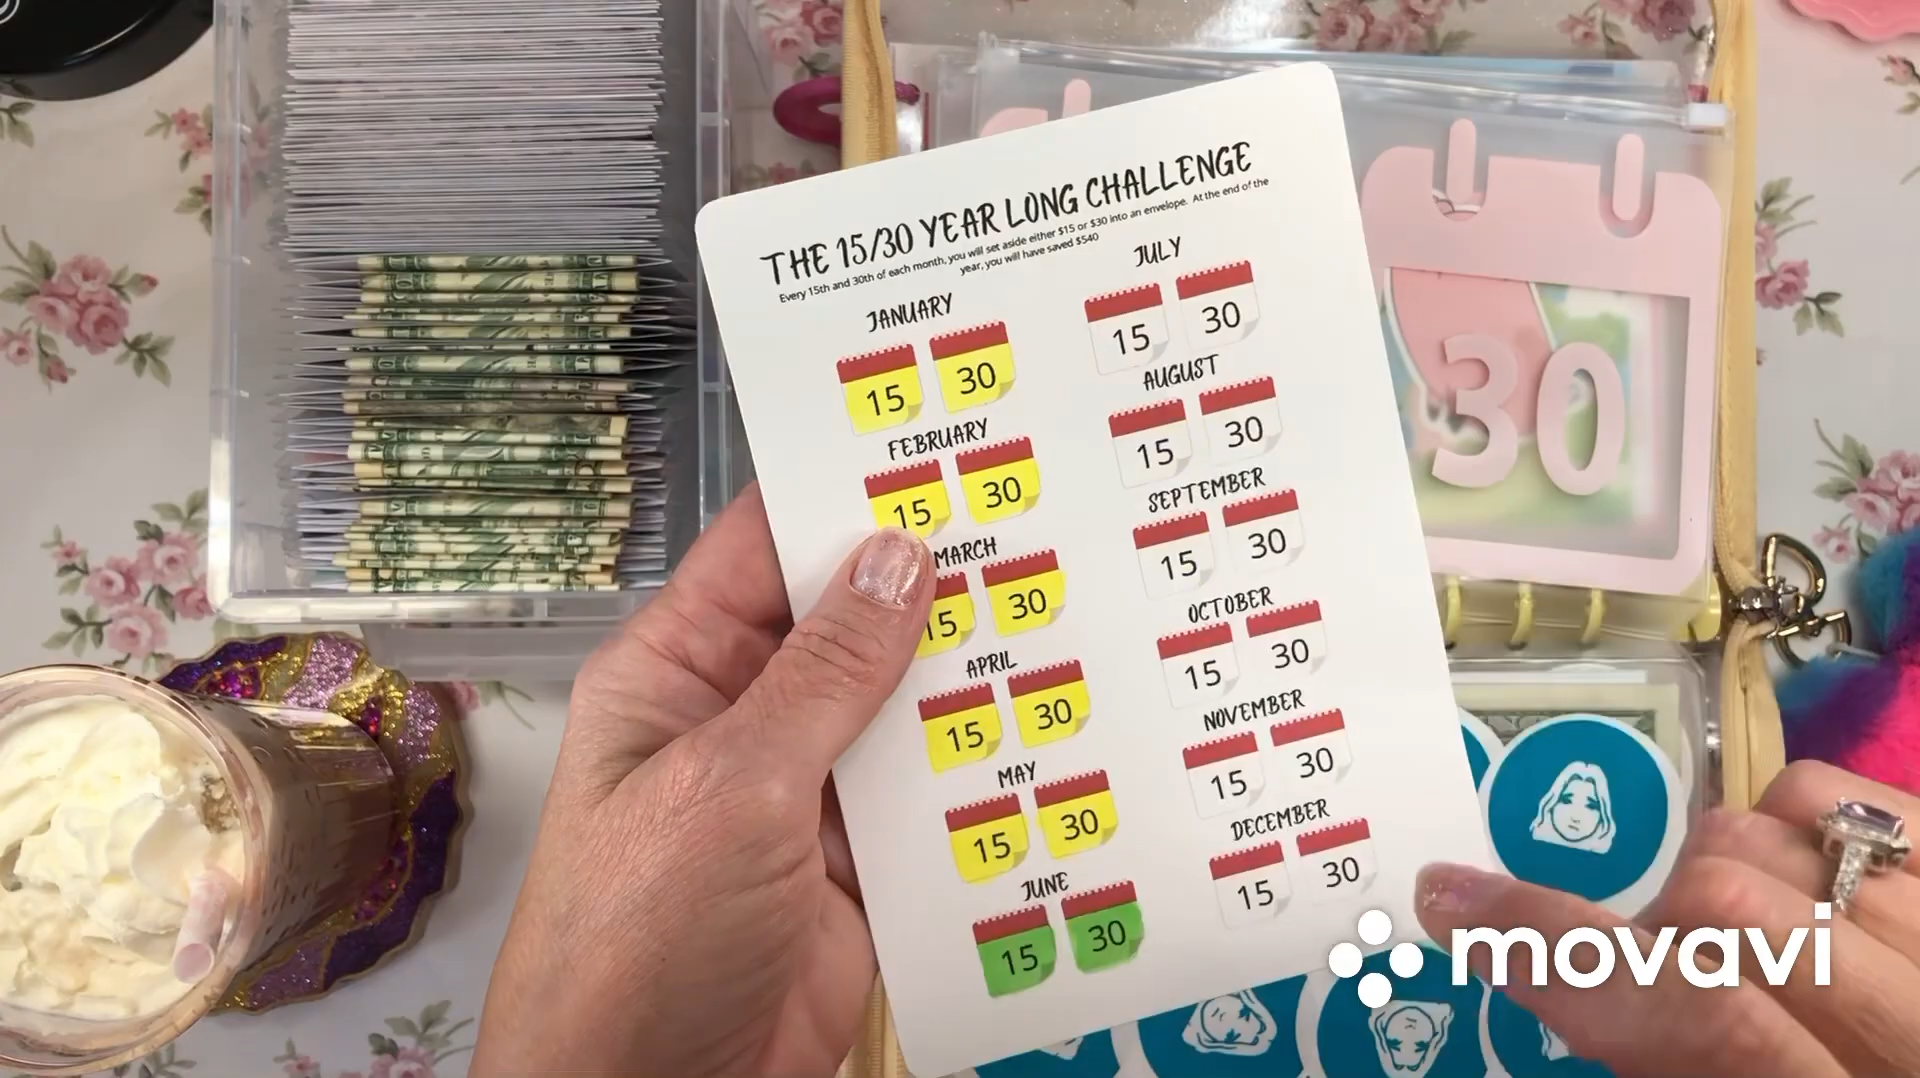 THE 15/30 YEAR LONG CHALLENGE
Every 15th and 30th of each month, you will set aside either $15 or $30 into an envelope. At the end of the
year, you will have saved $540
JANUARY
15 30
FEBRUARY
15 30
MARCH
15 30
APRIL
15 30
MAY
15 30
JUNE
15 30
JULY
15 30
AUGUST
15 30
SEPTEMBER
15 30
OCTOBER
15 30
NOVEMBER
15 30
DECEMBER
15 30
30
movavi